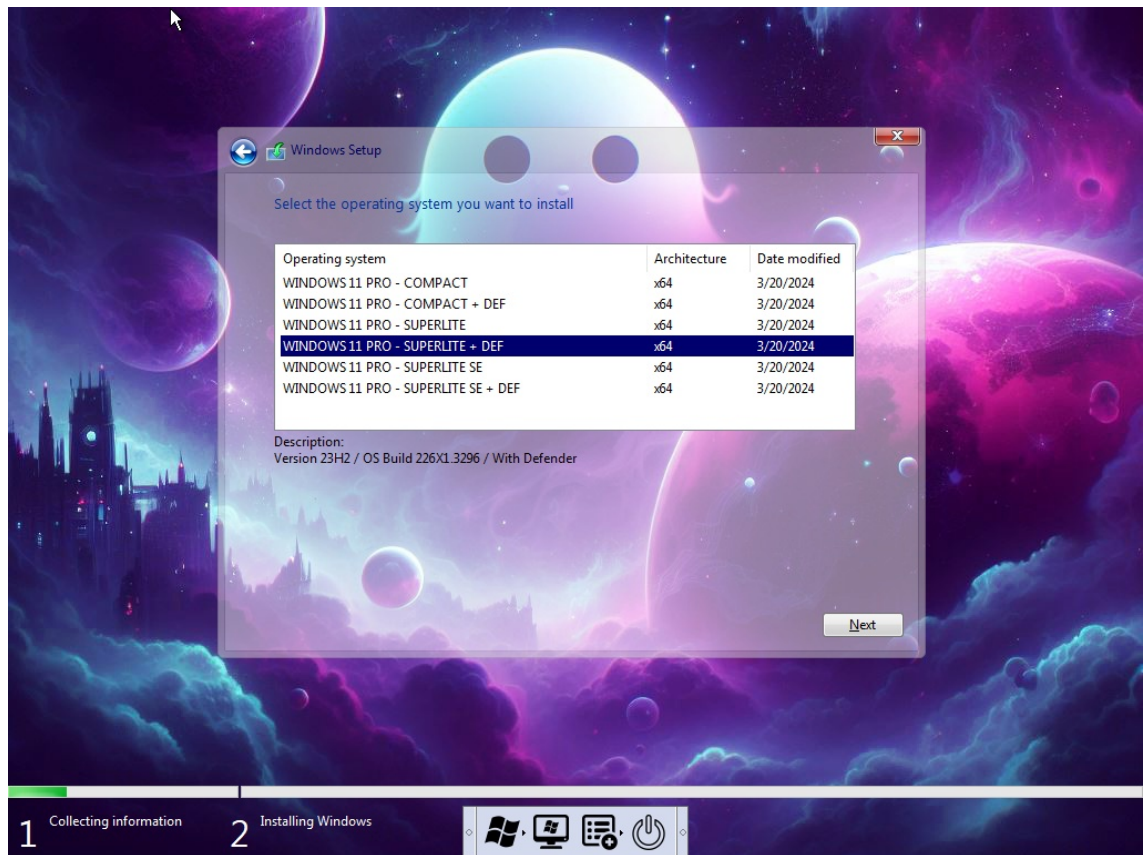 Windows Setup
Select the operating system you want to install
Operating system Architecture Date modified
WINDOWS 11 PRO - COMPACT x64 3/20/2024
WINDOWS 11 PRO - COMPACT + DEF x64 3/20/2024
WINDOWS 11 PRO - SUPERLITE x64 3/20/2024
WINDOWS 11 PRO - SUPERLITE + DEF x64 3/20/2024
WINDOWS 11 PRO - SUPERLITE SE x64 3/20/2024
WINDOWS 11 PRO - SUPERLITE SE + DEF x64 3/20/2024
Description:
Version 23H2 / OS Build 226X1.3296 / With Defender
Next
1 Collecting information 2 Installing Windows